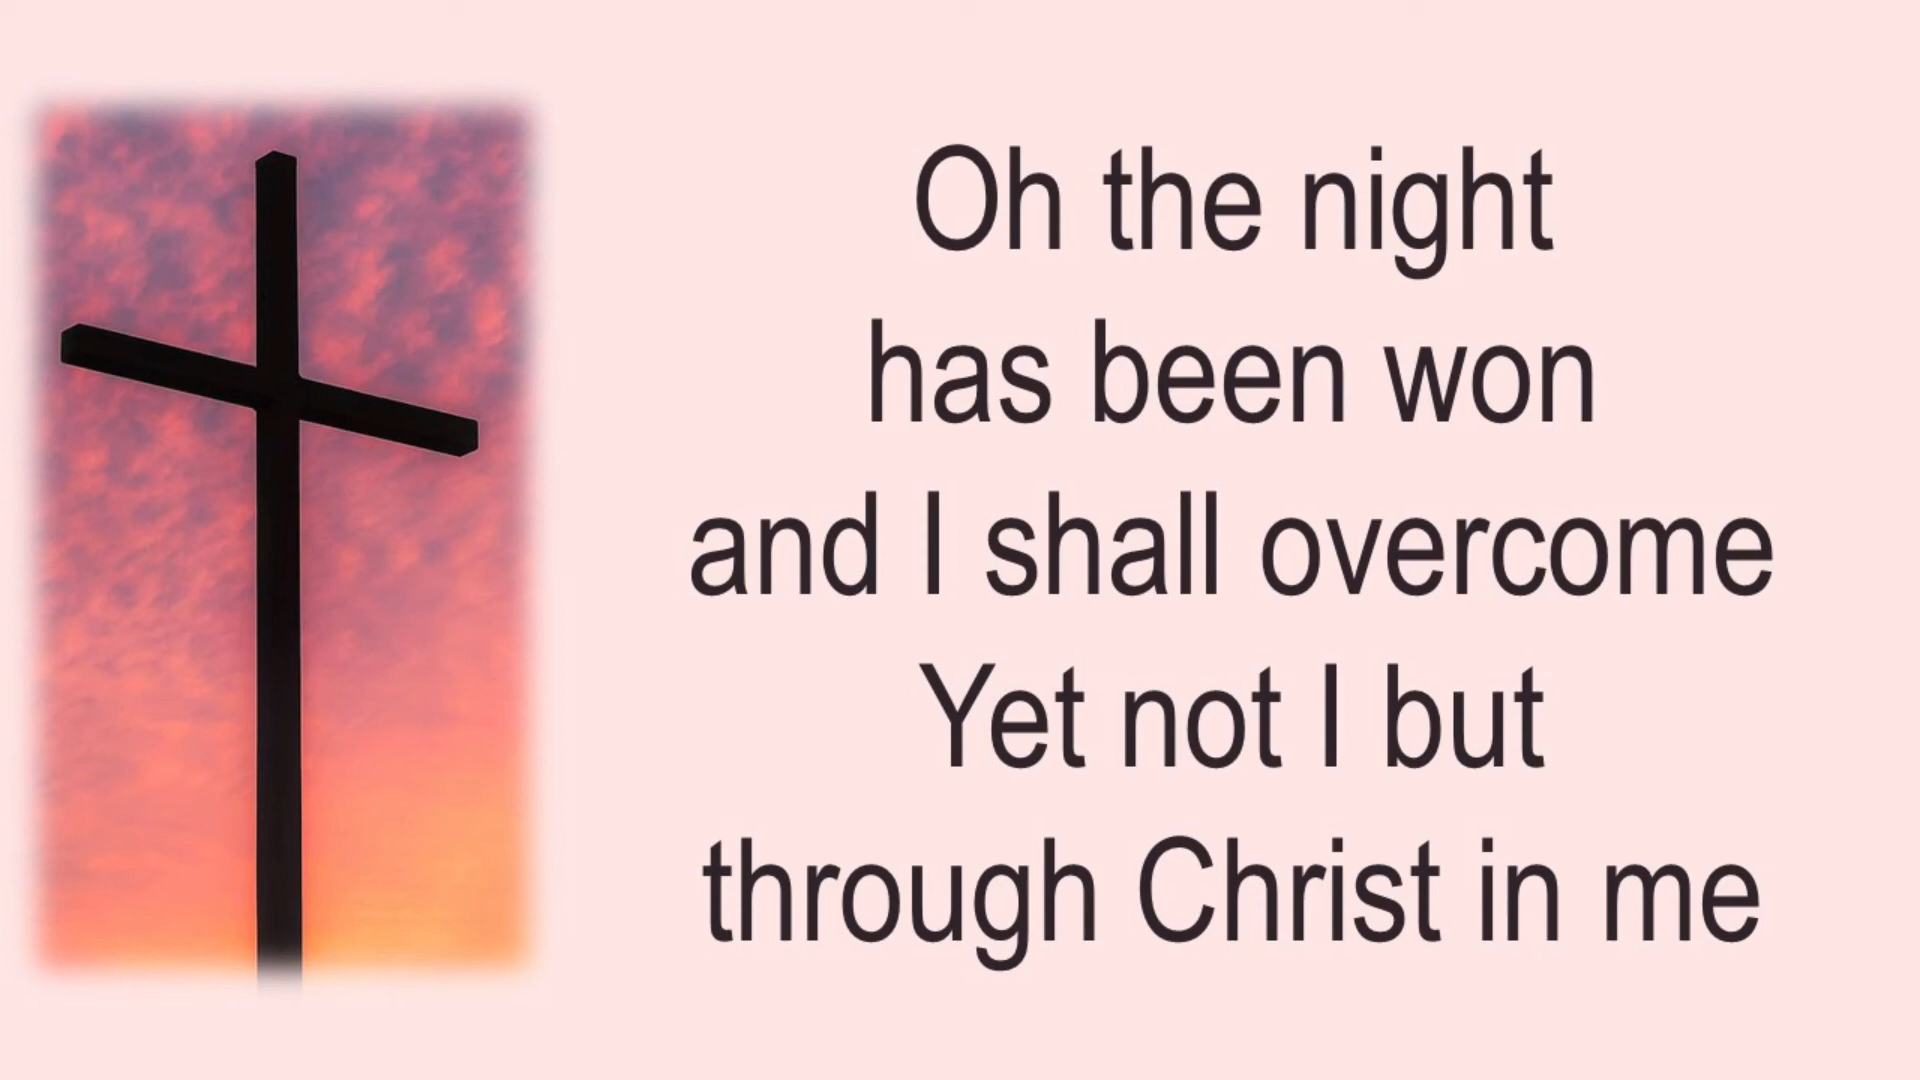 Oh the night
has been won
and I shall overcome
Yet not I but
through Christ in me